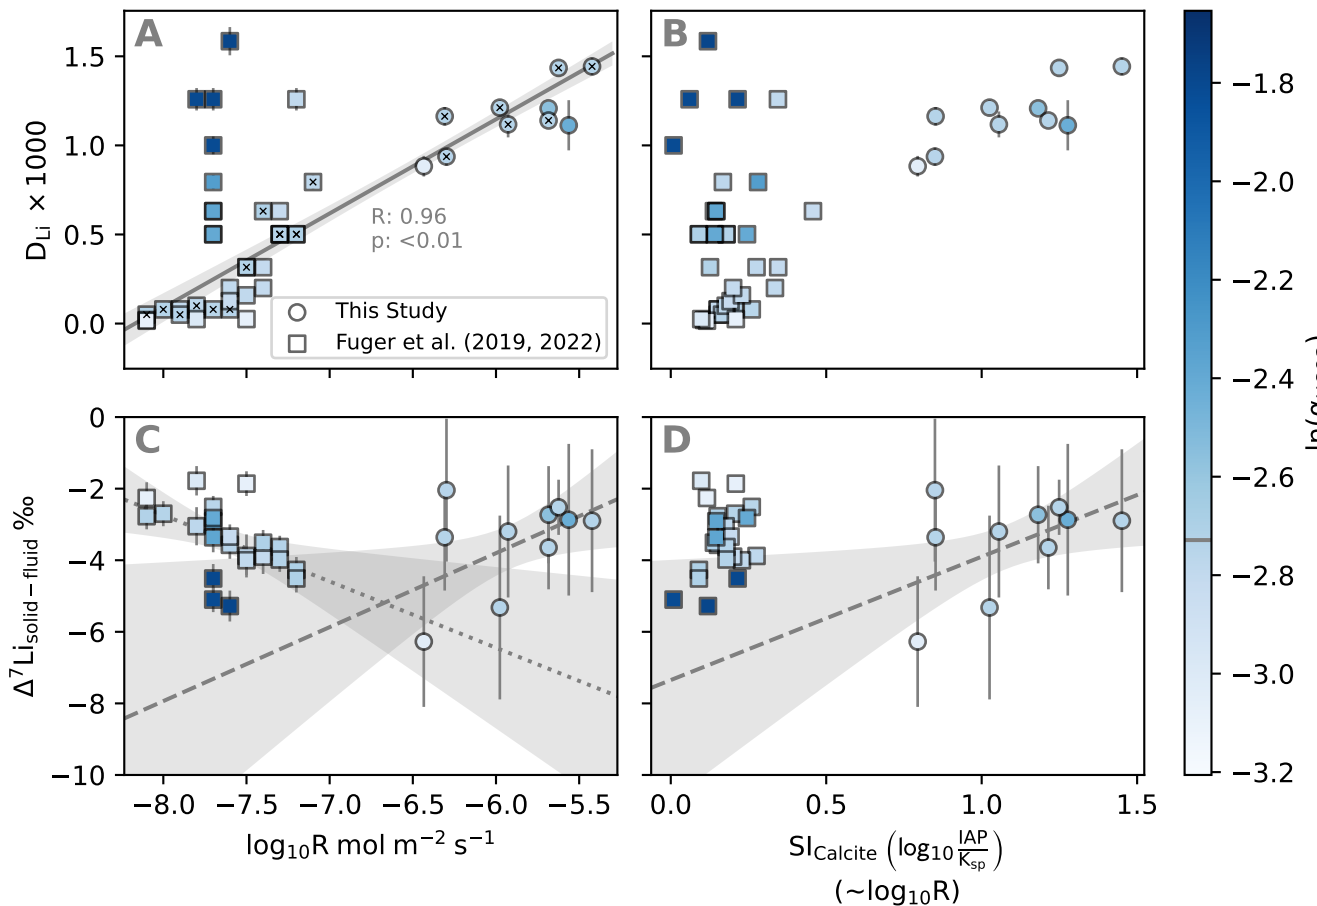 A
B
1.5
1.0
0.5
0.0
D_Li × 1000
R: 0.96
p: <0.01
This Study
Fuger et al. (2019, 2022)
C
D
0
−2
−4
−6
−8
−10
Δ⁷Li_solid−fluid ‰
−8.0 −7.5 −7.0 −6.5 −6.0 −5.5
log₁₀R mol m⁻² s⁻¹
0.0 0.5 1.0 1.5
SI_Calcite (log₁₀ IAP/K_sp)
(~log₁₀R)
−1.8
−2.0
−2.2
−2.4
−2.6
−2.8
−3.0
−3.2